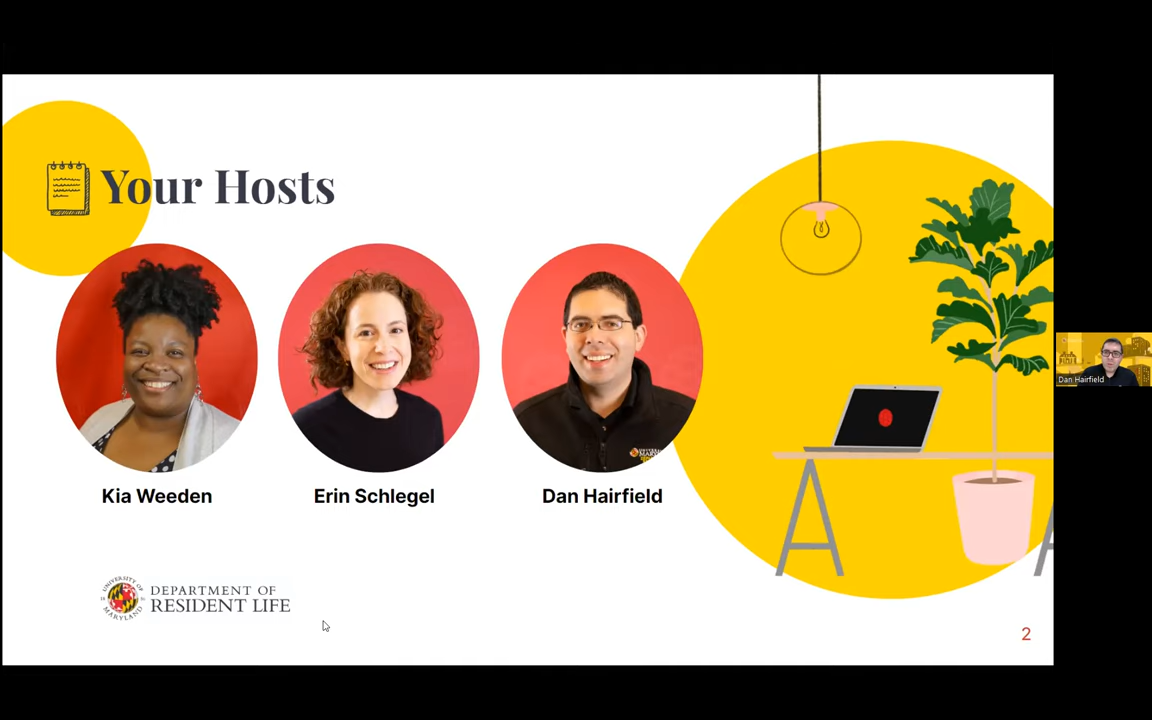 Your Hosts
Kia Weeden
Erin Schlegel
Dan Hairfield
UNIVERSITY OF
MARYLAND
DEPARTMENT OF
RESIDENT LIFE
2
Dan Hairfield